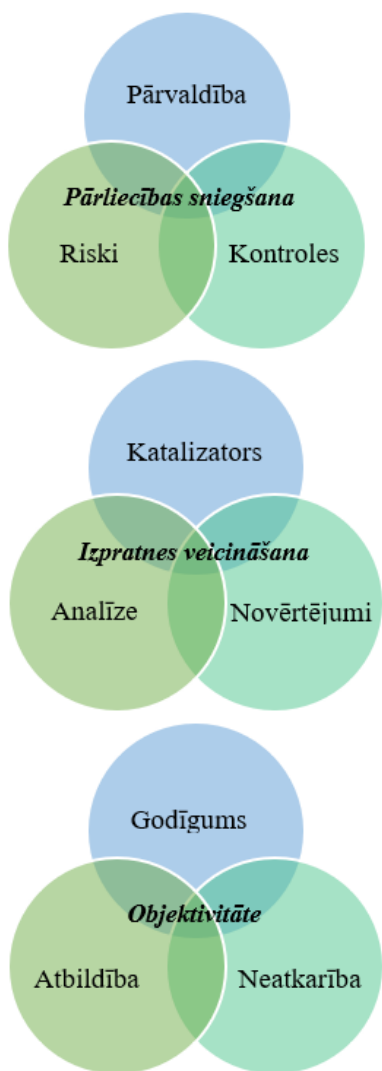 Pārvaldība
Pārliecības sniegšana
Riski
Kontroles
Katalizators
Izpratnes veicināšana
Analīze
Novērtējumi
Godīgums
Objektivitāte
Atbildība
Neatkarība